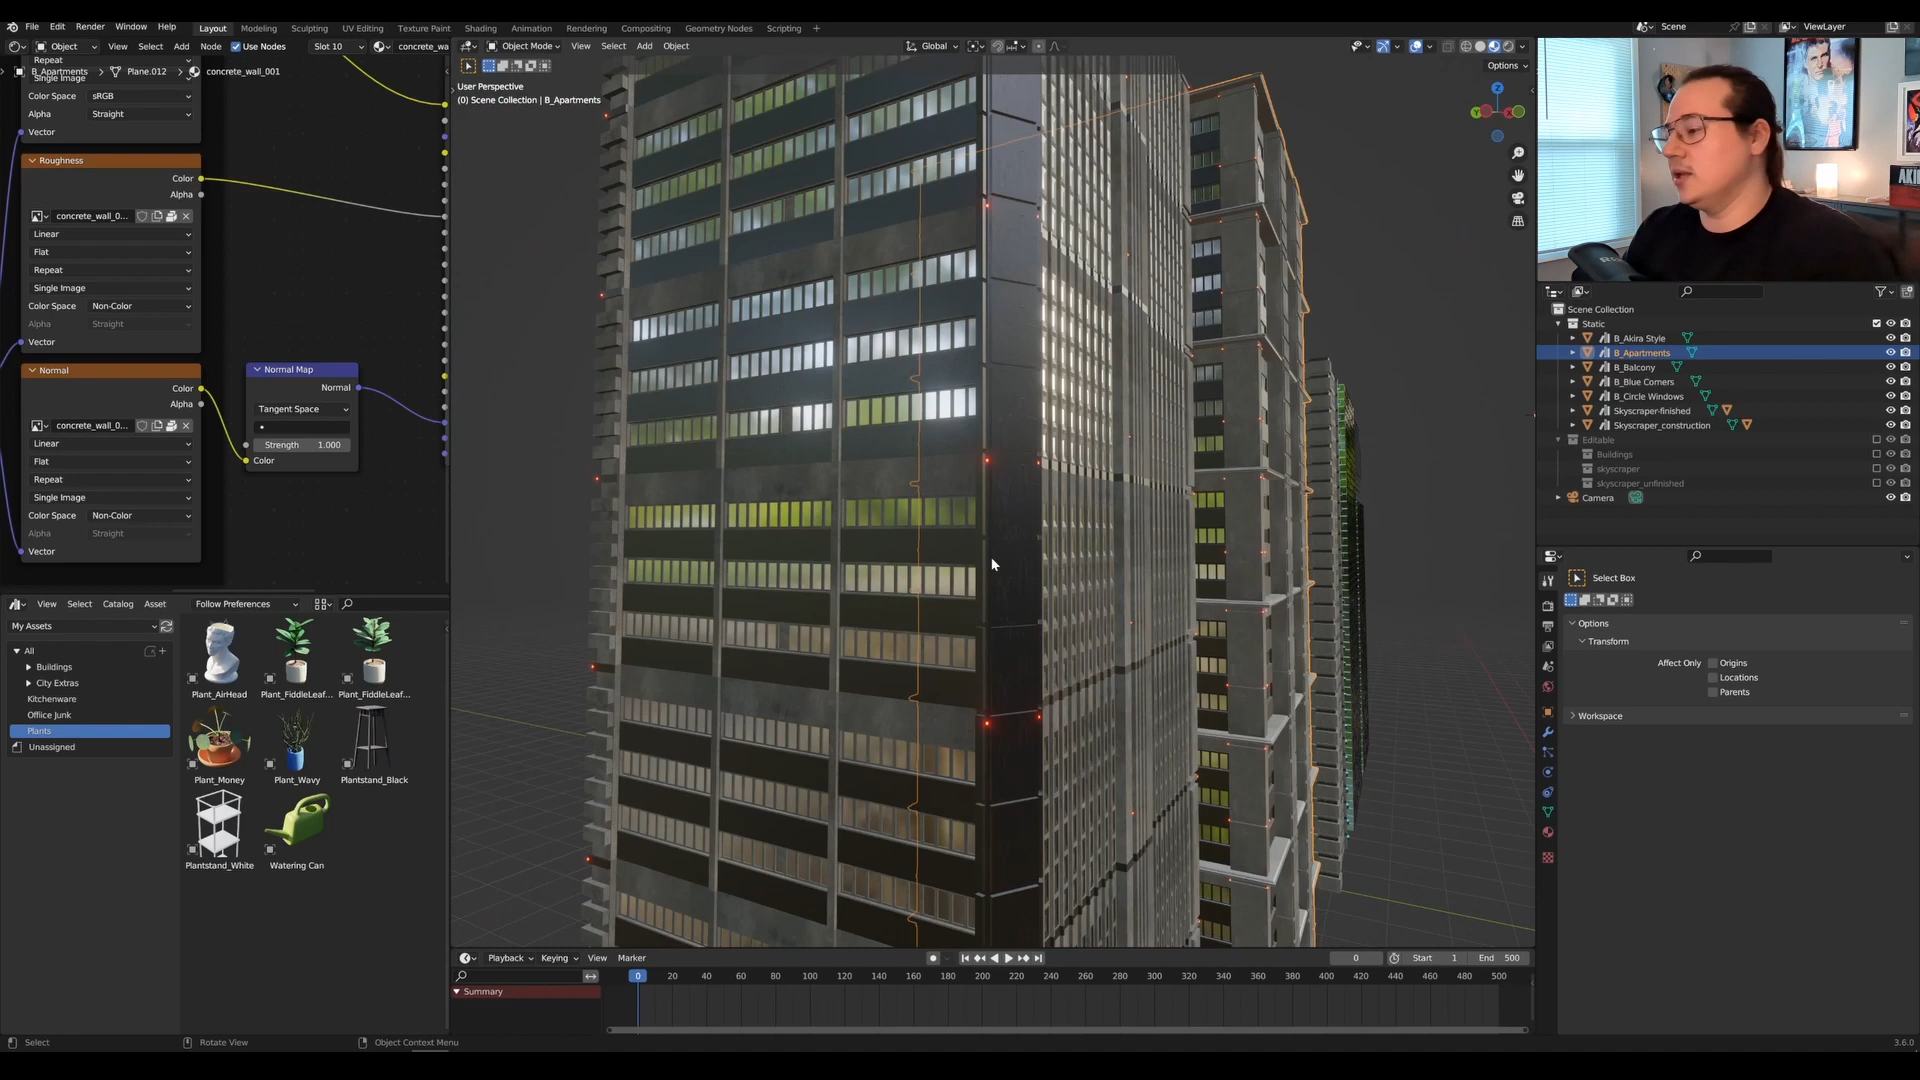 File Edit Render Window Help Layout Modeling Sculpting UV Editing Texture Paint Shading Animation Rendering Compositing Geometry Nodes Scripting + Scene ViewLayer
Object View Select Add Node Use Nodes Slot 10 concrete_wa Object Mode View Select Add Object Global
Options
B_Apartments > Plane.012 > concrete_wall_001
Repeat
Single Image
Color Space sRGB
Alpha Straight
Vector
Roughness
Color
Alpha
concrete_wall_0...
Linear
Flat
Repeat
Single Image
Color Space Non-Color
Alpha Straight
Vector
Normal
Color
Alpha
concrete_wall_0...
Linear
Flat
Repeat
Single Image
Color Space Non-Color
Alpha Straight
Vector
Normal Map
Normal
Tangent Space
Strength 1.000
Color
User Perspective
(0) Scene Collection | B_Apartments
Z
Y
X
AKI
Scene Collection
Static
B_Akira Style
B_Apartments
B_Balcony
B_Blue Corners
B_Circle Windows
Skyscraper-finished
Skyscraper_construction
Editable
Buildings
skyscraper
skyscraper_unfinished
Camera
Select Box
Options
Transform
Affect Only Origins
Locations
Parents
Workspace
View Select Catalog Asset Follow Preferences
My Assets
All
Buildings
City Extras
Kitchenware
Office Junk
Plants
Unassigned
Plant_AirHead Plant_FiddleLeaf... Plant_FiddleLeaf...
Plant_Money Plant_Wavy Plantstand_Black
Plantstand_White Watering Can
Playback Keying View Marker 0 Start 1 End 500
0 20 40 60 80 100 120 140 160 180 200 220 240 260 280 300 320 340 360 380 400 420 440 460 480 500
Summary
Select Rotate View Object Context Menu 3.6.0